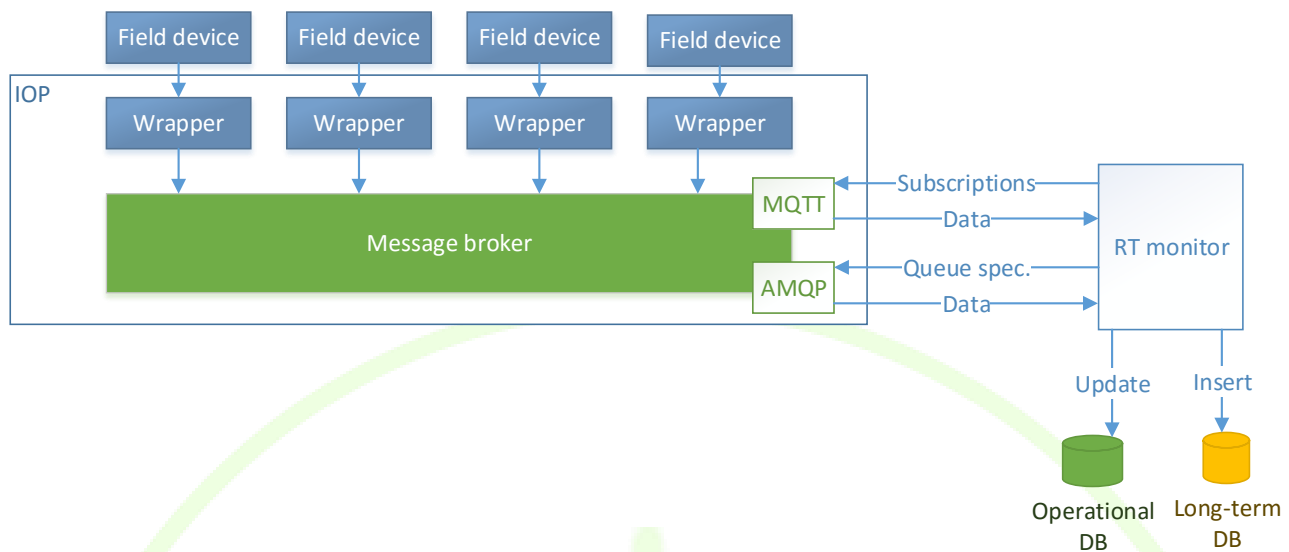 Field device
Field device
Field device
Field device
IOP
Wrapper
Wrapper
Wrapper
Wrapper
Message broker
MQTT
AMQP
Subscriptions
Data
Queue spec.
Data
RT monitor
Update
Insert
Operational
DB
Long-term
DB